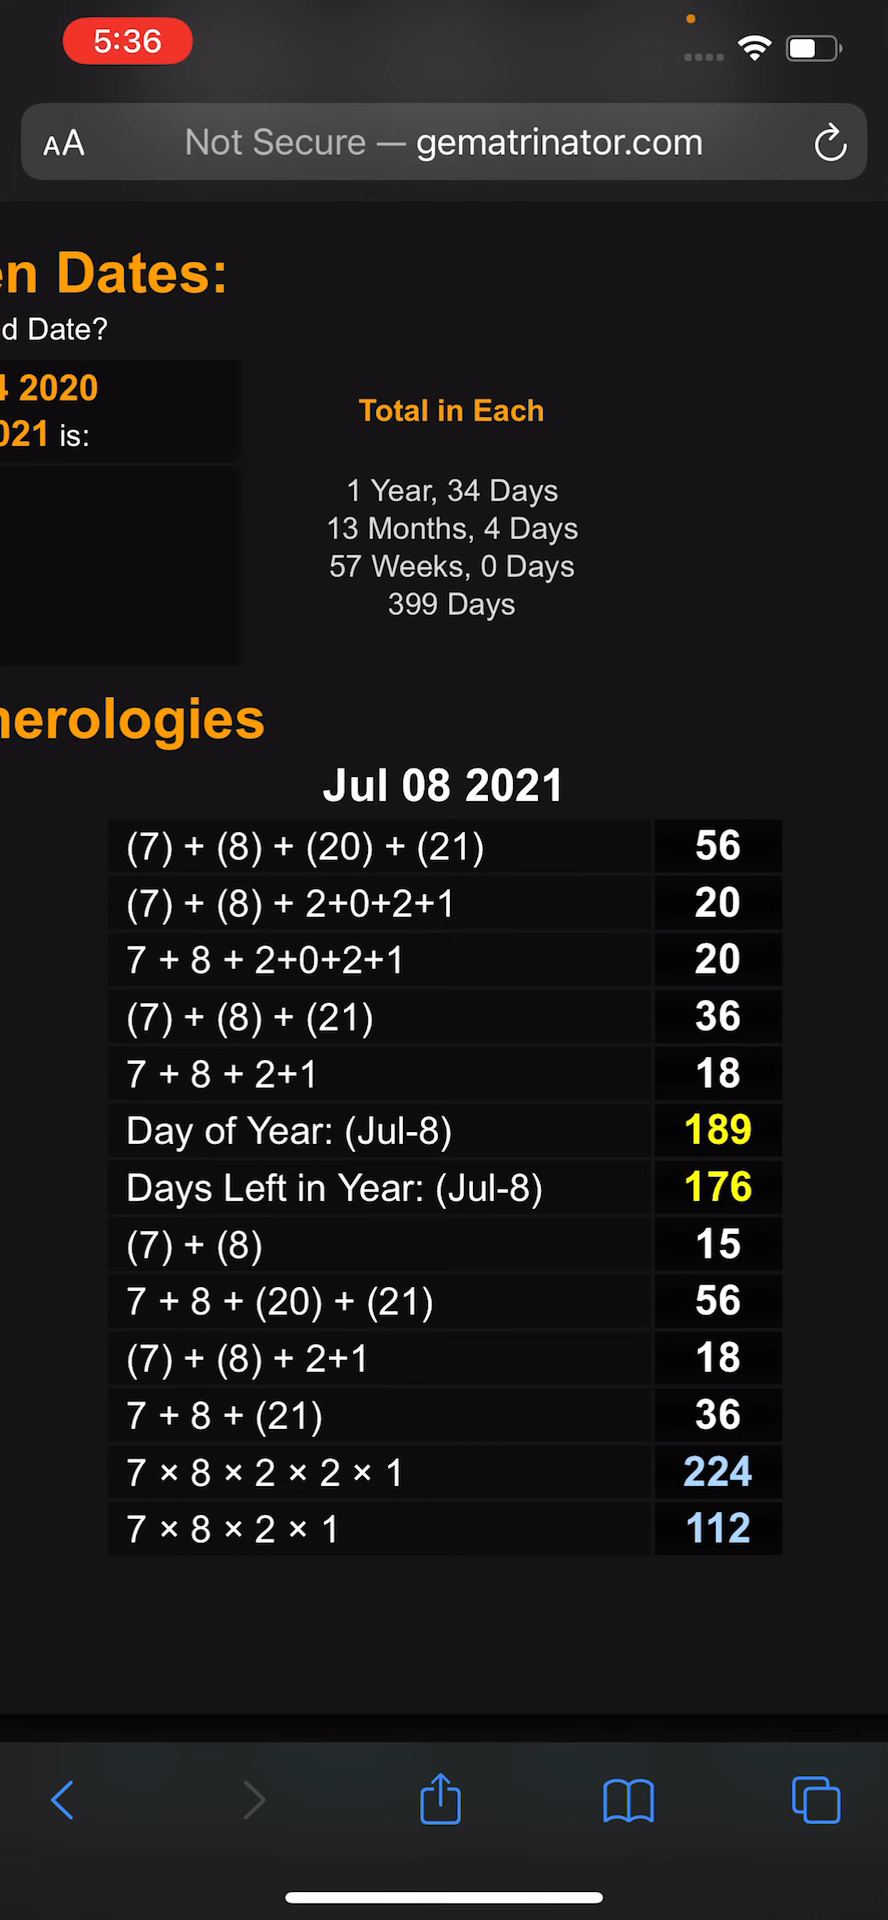 5:36
AA Not Secure — gematrinator.com
en Dates:
d Date?
4 2020
021 is:
Total in Each
1 Year, 34 Days
13 Months, 4 Days
57 Weeks, 0 Days
399 Days
nerologies
Jul 08 2021
(7) + (8) + (20) + (21) 56
(7) + (8) + 2+0+2+1 20
7 + 8 + 2+0+2+1 20
(7) + (8) + (21) 36
7 + 8 + 2+1 18
Day of Year: (Jul-8) 189
Days Left in Year: (Jul-8) 176
(7) + (8) 15
7 + 8 + (20) + (21) 56
(7) + (8) + 2+1 18
7 + 8 + (21) 36
7 × 8 × 2 × 2 × 1 224
7 × 8 × 2 × 1 112